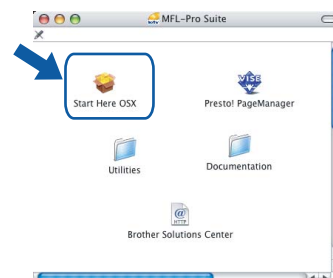 MFL-Pro Suite
Start Here OSX
Presto! PageManager
Utilities
Documentation
Brother Solutions Center